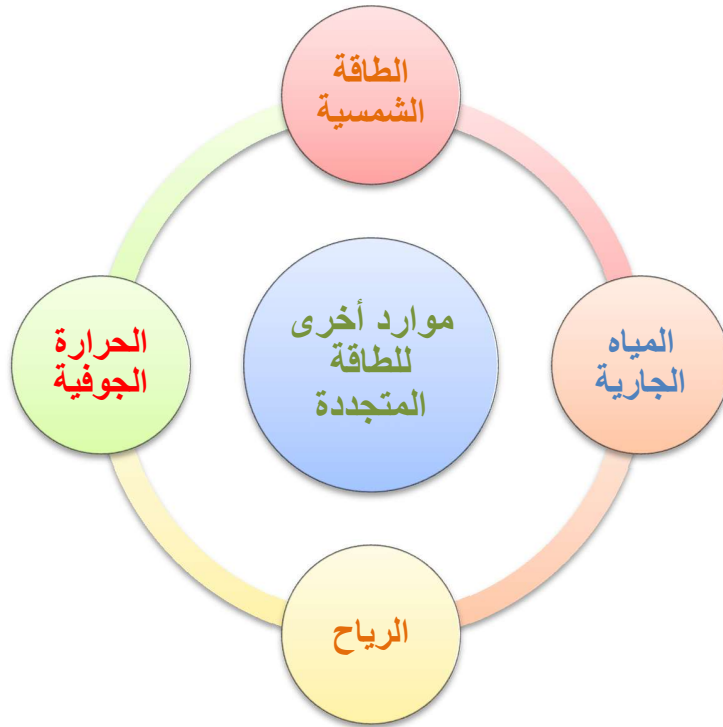 الطاقة
الشمسية
موارد أخرى
للطاقة
المتجددة
المياه
الجارية
الحرارة
الجوفية
الرياح